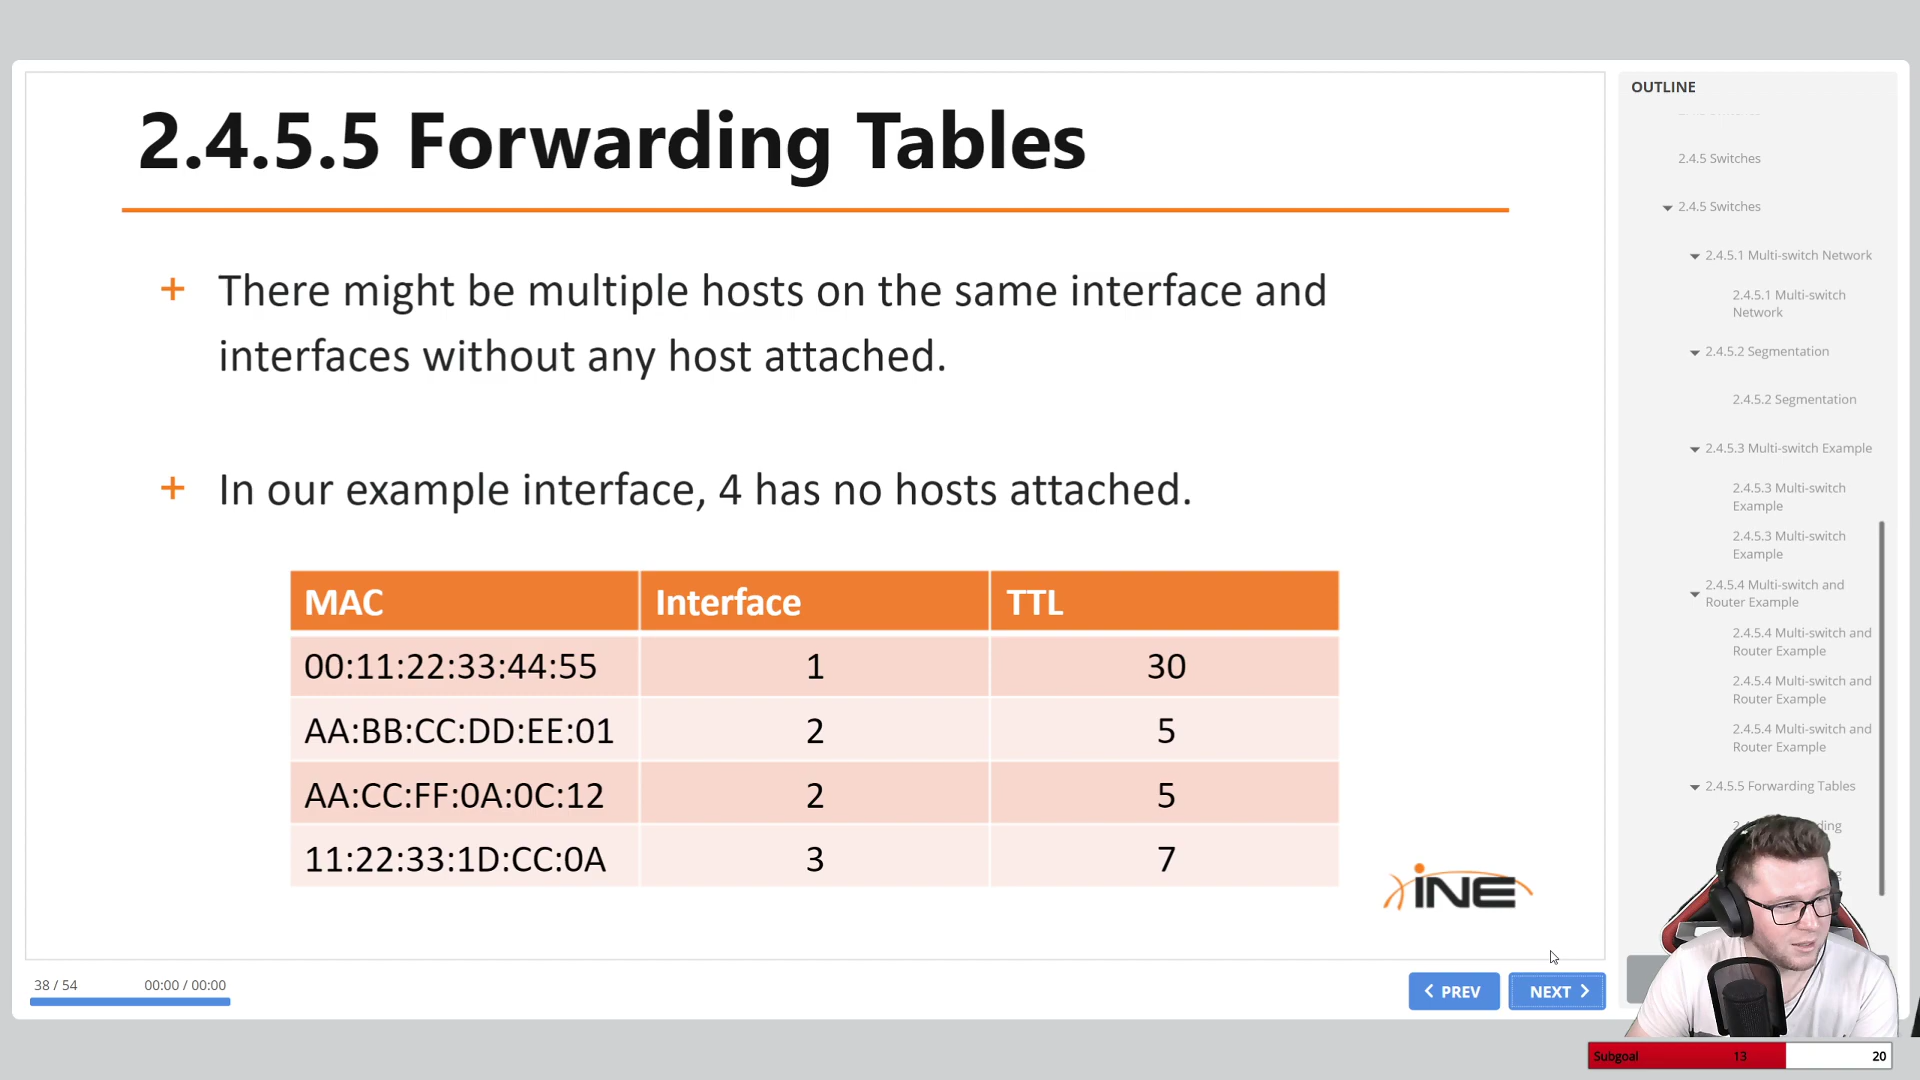 2.4.5.5 Forwarding Tables
+ There might be multiple hosts on the same interface and
interfaces without any host attached.
+ In our example interface, 4 has no hosts attached.
MAC Interface TTL
00:11:22:33:44:55 1 30
AA:BB:CC:DD:EE:01 2 5
AA:CC:FF:0A:0C:12 2 5
11:22:33:1D:CC:0A 3 7
iNE
38 / 54 00:00 / 00:00
PREV
NEXT
OUTLINE
2.4.5 Switches
2.4.5 Switches
2.4.5.1 Multi-switch Network
2.4.5.1 Multi-switch
Network
2.4.5.2 Segmentation
2.4.5.2 Segmentation
2.4.5.3 Multi-switch Example
2.4.5.3 Multi-switch
Example
2.4.5.3 Multi-switch
Example
2.4.5.4 Multi-switch and
Router Example
2.4.5.4 Multi-switch and
Router Example
2.4.5.4 Multi-switch and
Router Example
2.4.5.4 Multi-switch and
Router Example
2.4.5.5 Forwarding Tables
Subgoal 13 20